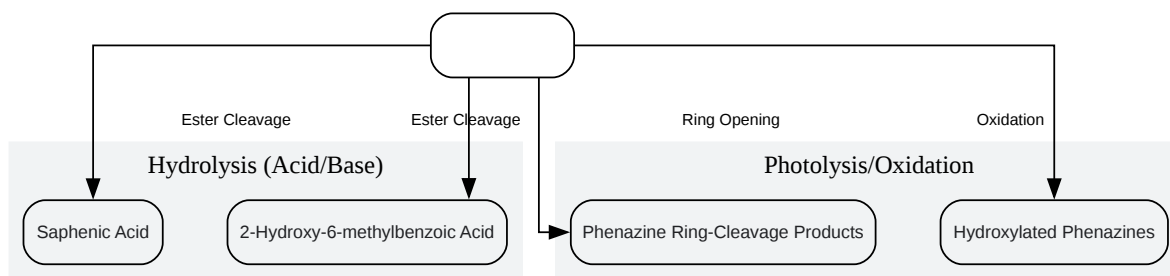 Ester Cleavage
Ester Cleavage
Ring Opening
Oxidation
Hydrolysis (Acid/Base)
Photolysis/Oxidation
Saphenic Acid
2-Hydroxy-6-methylbenzoic Acid
Phenazine Ring-Cleavage Products
Hydroxylated Phenazines